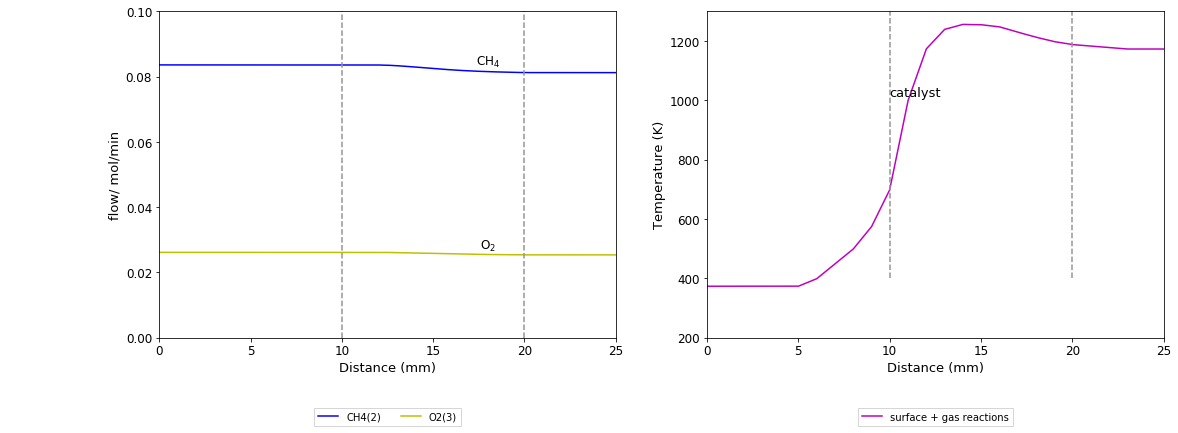 0.10
0.08
0.06
0.04
0.02
0.00
flow/ mol/min
CH₄
O₂
0 5 10 15 20 25
Distance (mm)
CH4(2) O2(3)
1200
1000
800
600
400
200
Temperature (K)
catalyst
0 5 10 15 20 25
Distance (mm)
surface + gas reactions